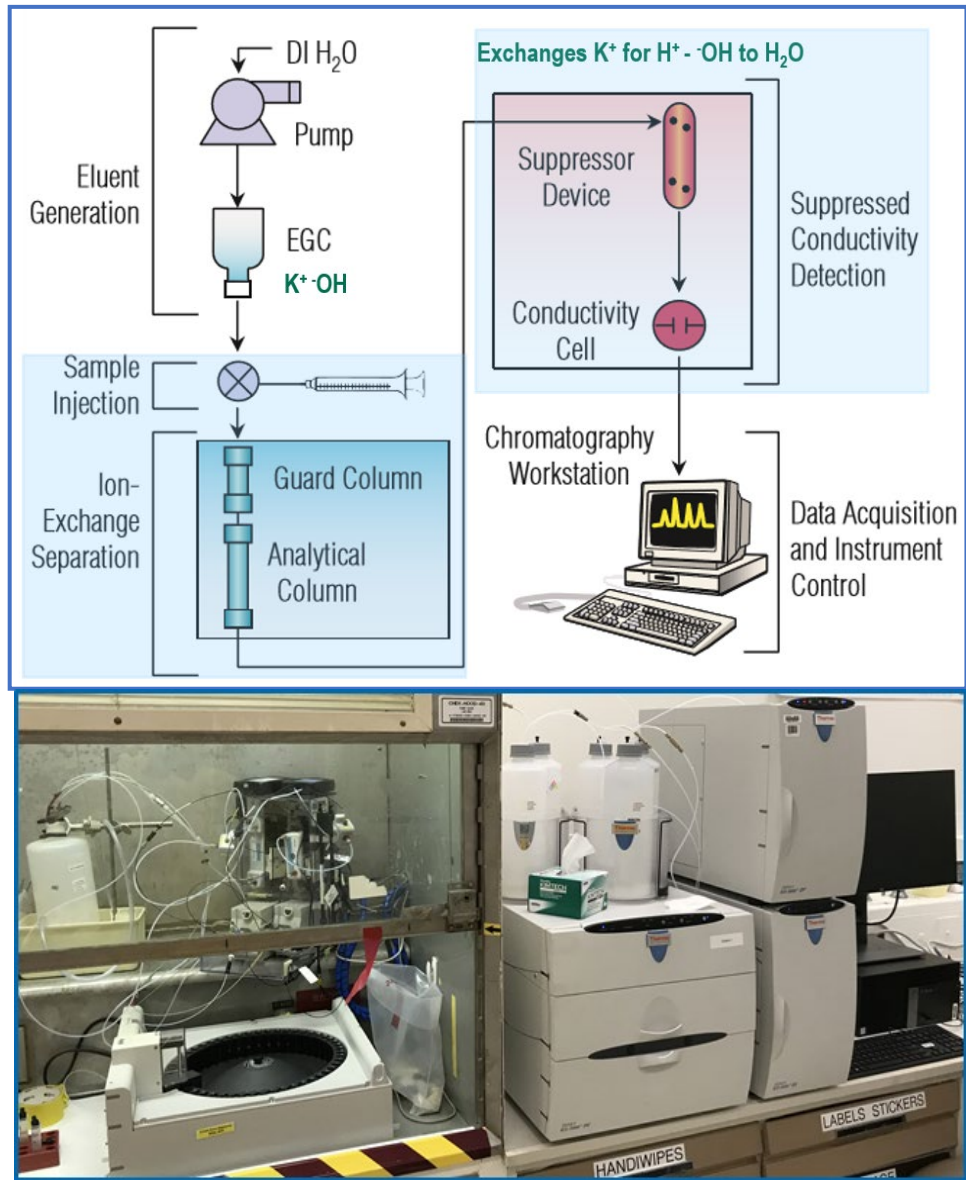 DI H₂O
Pump
Eluent
Generation
EGC
K⁺ ⁻OH
Sample
Injection
Ion-
Exchange
Separation
Guard Column
Analytical
Column
Exchanges K⁺ for H⁺ - ⁻OH to H₂O
Suppressor
Device
Conductivity
Cell
Suppressed
Conductivity
Detection
Chromatography
Workstation
Data Acquisition
and Instrument
Control
Thermo
Thermo
KIMTECH
HANDIWIPES
LABELS STICKERS